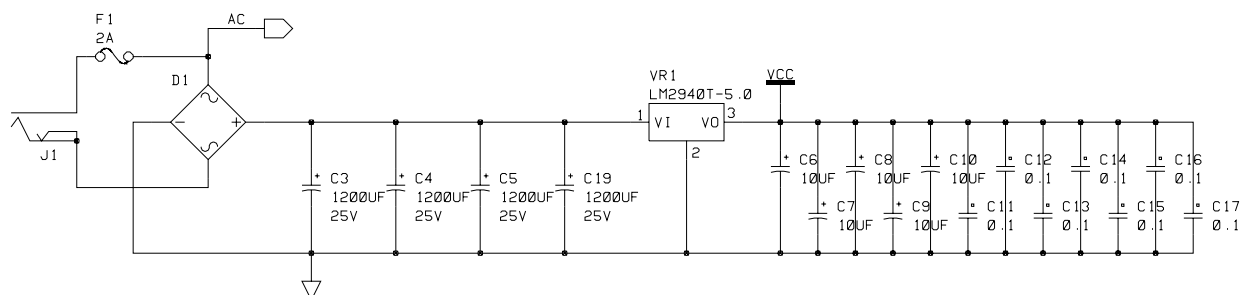 F1
2A
AC
D1
J1
VR1
LM2940T-5.0
1
VI
VO
3
2
VCC
- +
+ C3
1200UF
25V
+ C4
1200UF
25V
+ C5
1200UF
25V
+ C19
1200UF
25V
+ C6
10UF
+ C8
10UF
+ C10
10UF
C12
0.1
C14
0.1
C16
0.1
+ C7
10UF
+ C9
10UF
C11
0.1
C13
0.1
C15
0.1
C17
0.1